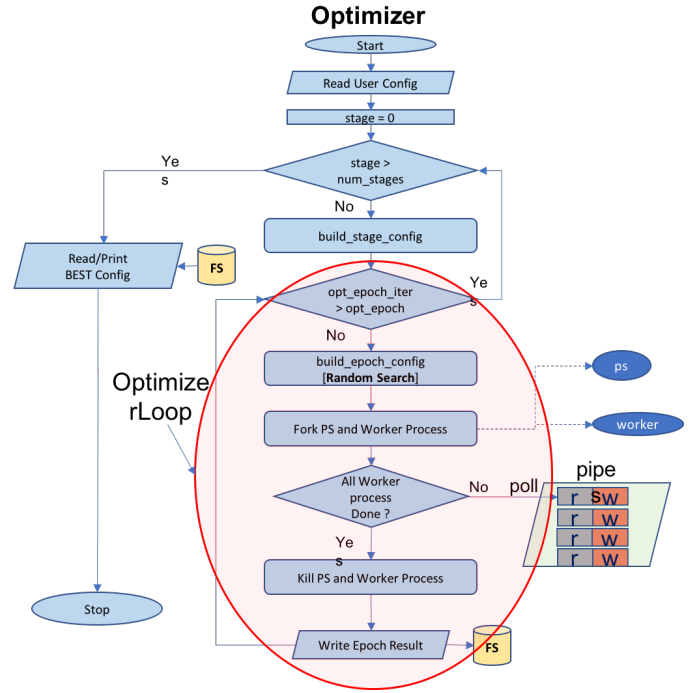 Optimizer
Start
Read User Config
stage = 0
stage >
num_stages
Ye
s
No
build_stage_config
Read/Print
BEST Config
FS
opt_epoch_iter
> opt_epoch
Ye
s
No
build_epoch_config
[Random Search]
ps
Optimize
rLoop
Fork PS and Worker Process
worker
All Worker
process
Done ?
No
poll
pipe
s
r w
r w
r w
r w
Ye
s
Kill PS and Worker Process
Stop
Write Epoch Result
FS